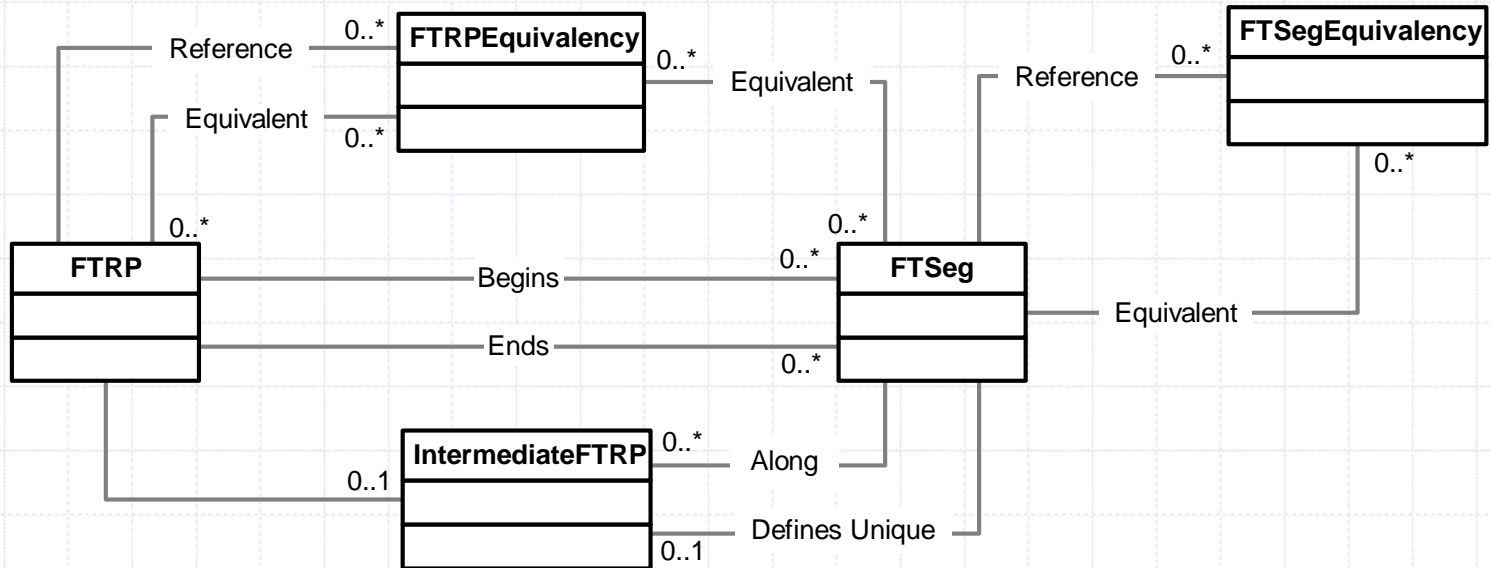 FTSegEquivalency
0..*
FTRPEquivalency
Reference
0..*
0..*
Reference
Equivalent
Equivalent
0..*
0..*
0..*
0..*
FTRP
0..*
FTSeg
Begins
Equivalent
Ends
0..*
0..*
IntermediateFTRP
Along
0..1
Defines Unique
0..1